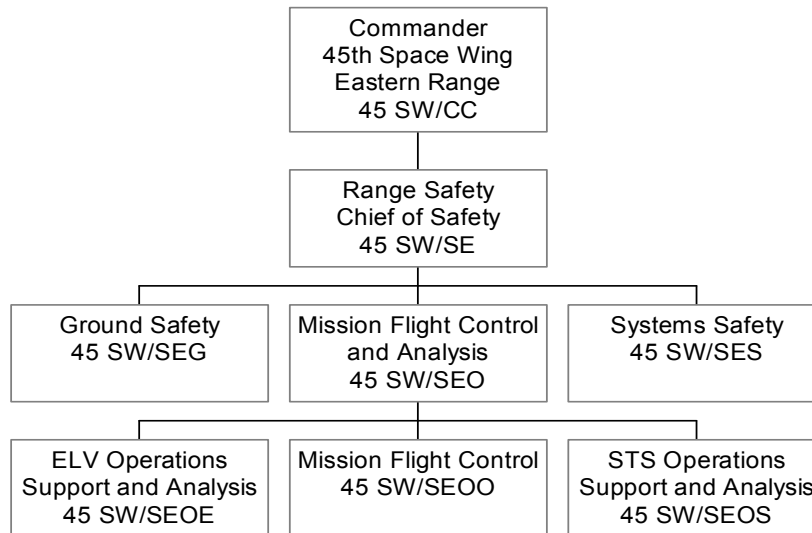 Commander
45th Space Wing
Eastern Range
45 SW/CC
Range Safety
Chief of Safety
45 SW/SE
Ground Safety
45 SW/SEG
Mission Flight Control
and Analysis
45 SW/SEO
Systems Safety
45 SW/SES
ELV Operations
Support and Analysis
45 SW/SEOE
Mission Flight Control
45 SW/SEOO
STS Operations
Support and Analysis
45 SW/SEOS